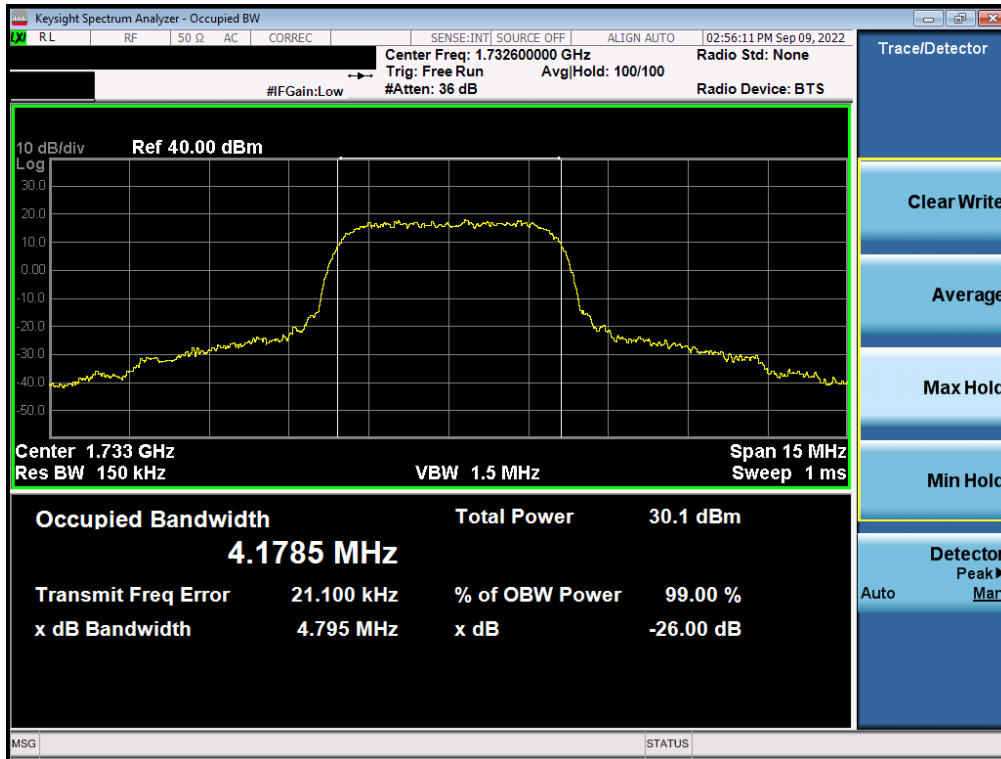 Keysight Spectrum Analyzer - Occupied BW
LXI RL RF 50 Ω AC CORREC SENSE:INT SOURCE OFF ALIGN AUTO 02:56:11 PM Sep 09, 2022
Center Freq: 1.732600000 GHz Radio Std: None
Trig: Free Run Avg|Hold: 100/100
#IFGain:Low #Atten: 36 dB Radio Device: BTS
10 dB/div Ref 40.00 dBm
Log
30.0
20.0
10.0
0.00
-10.0
-20.0
-30.0
-40.0
-50.0
Center 1.733 GHz Span 15 MHz
Res BW 150 kHz VBW 1.5 MHz Sweep 1 ms
Occupied Bandwidth Total Power 30.1 dBm
4.1785 MHz
Transmit Freq Error 21.100 kHz % of OBW Power 99.00 %
x dB Bandwidth 4.795 MHz x dB -26.00 dB
MSG STATUS
Trace/Detector
Clear Write
Average
Max Hold
Min Hold
Detector
Peak▶
Auto Man